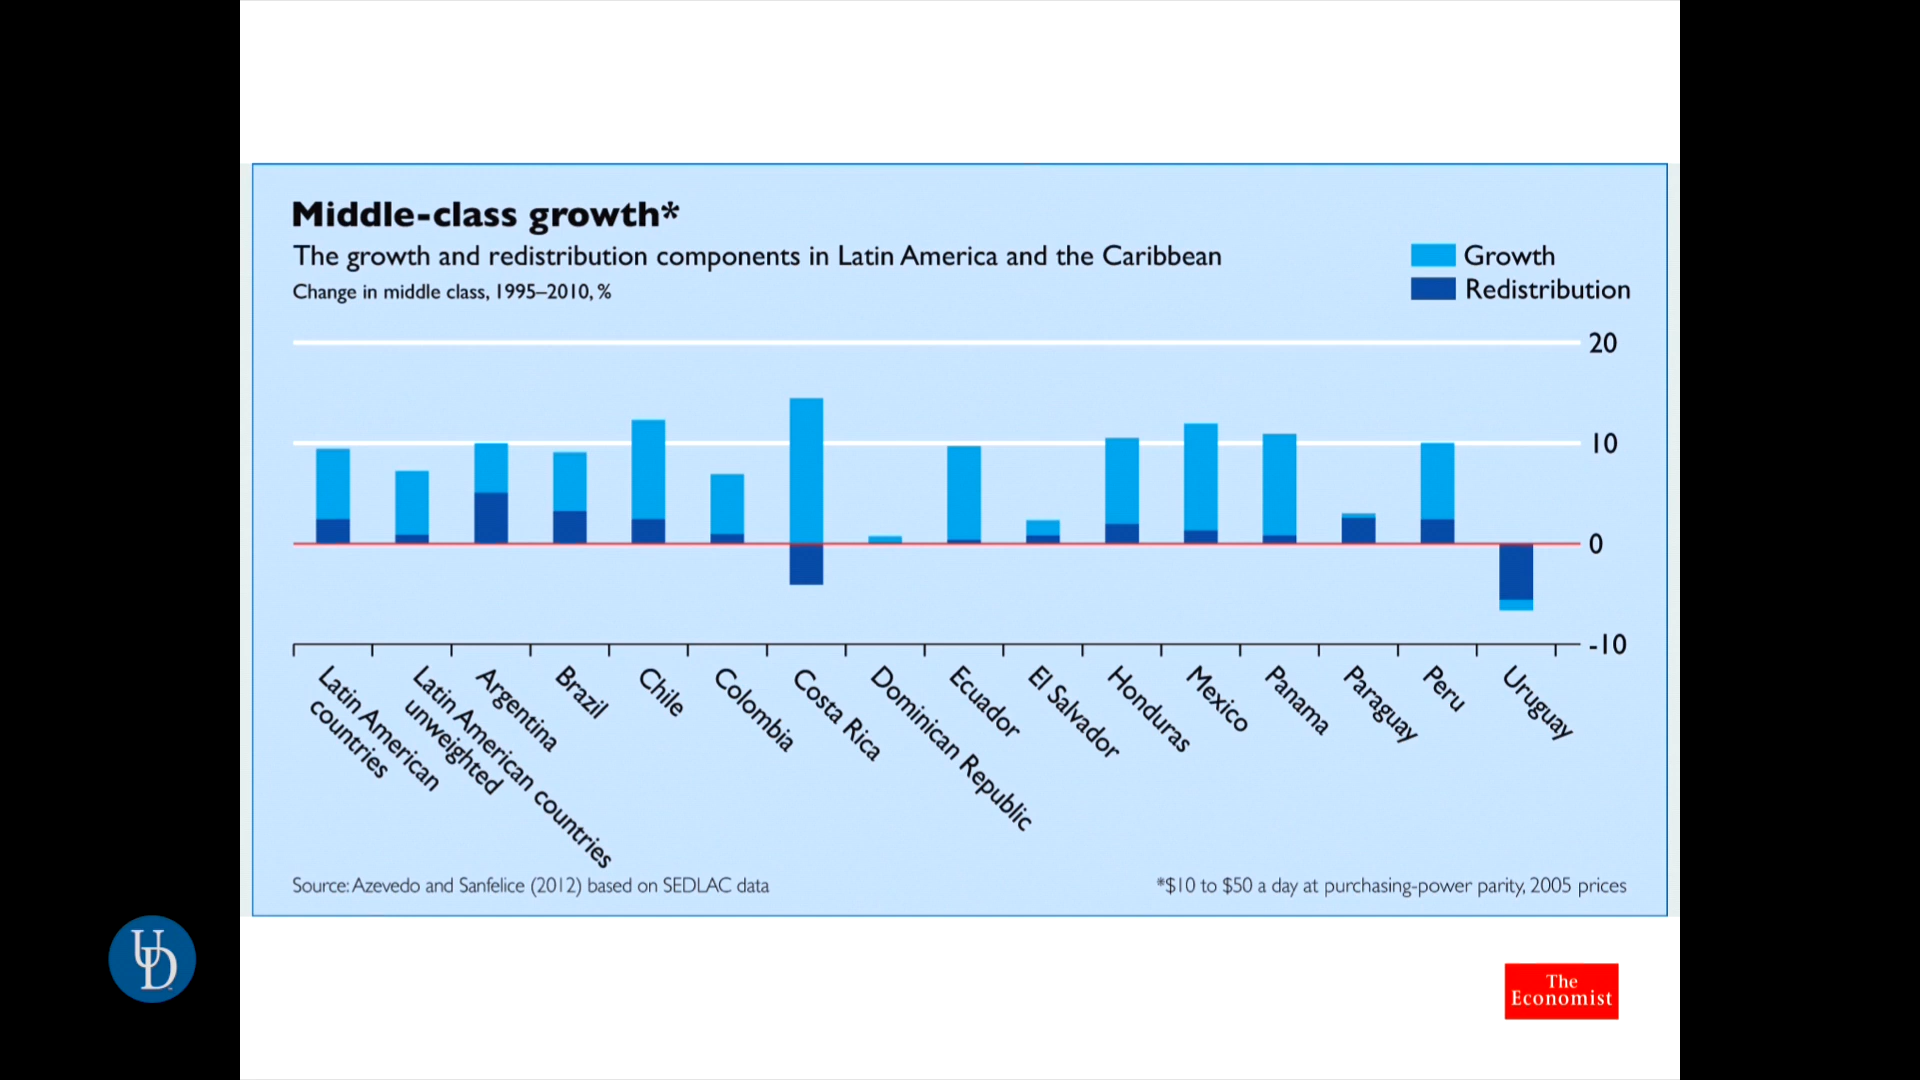 Middle-class growth*
The growth and redistribution components in Latin America and the Caribbean
Change in middle class, 1995–2010, %
Growth
Redistribution
20
10
0
-10
Latin American
countries
Latin American countries
unweighted
Argentina
Brazil
Chile
Colombia
Costa Rica
Dominican Republic
Ecuador
El Salvador
Honduras
Mexico
Panama
Paraguay
Peru
Uruguay
Source: Azevedo and Sanfelice (2012) based on SEDLAC data
*$10 to $50 a day at purchasing-power parity, 2005 prices
UD
The
Economist